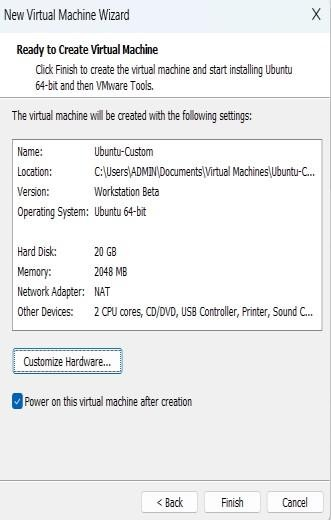 New Virtual Machine Wizard
X
Ready to Create Virtual Machine
Click Finish to create the virtual machine and start installing Ubuntu
64-bit and then VMware Tools.
The virtual machine will be created with the following settings:
Name: Ubuntu-Custom
Location: C:\Users\ADMIN\Documents\Virtual Machines\Ubuntu-C...
Version: Workstation Beta
Operating System: Ubuntu 64-bit
Hard Disk: 20 GB
Memory: 2048 MB
Network Adapter: NAT
Other Devices: 2 CPU cores, CD/DVD, USB Controller, Printer, Sound C...
Customize Hardware...
Power on this virtual machine after creation
< Back Finish Cancel